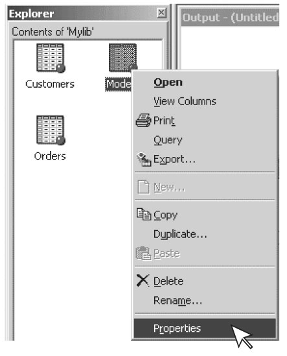 Explorer
Output - (Untitled
Contents of 'Mylib'
Customers
Mode
Orders
Open
View Columns
Print
Query
Export...
New...
Copy
Duplicate...
Paste
Delete
Rename...
Properties